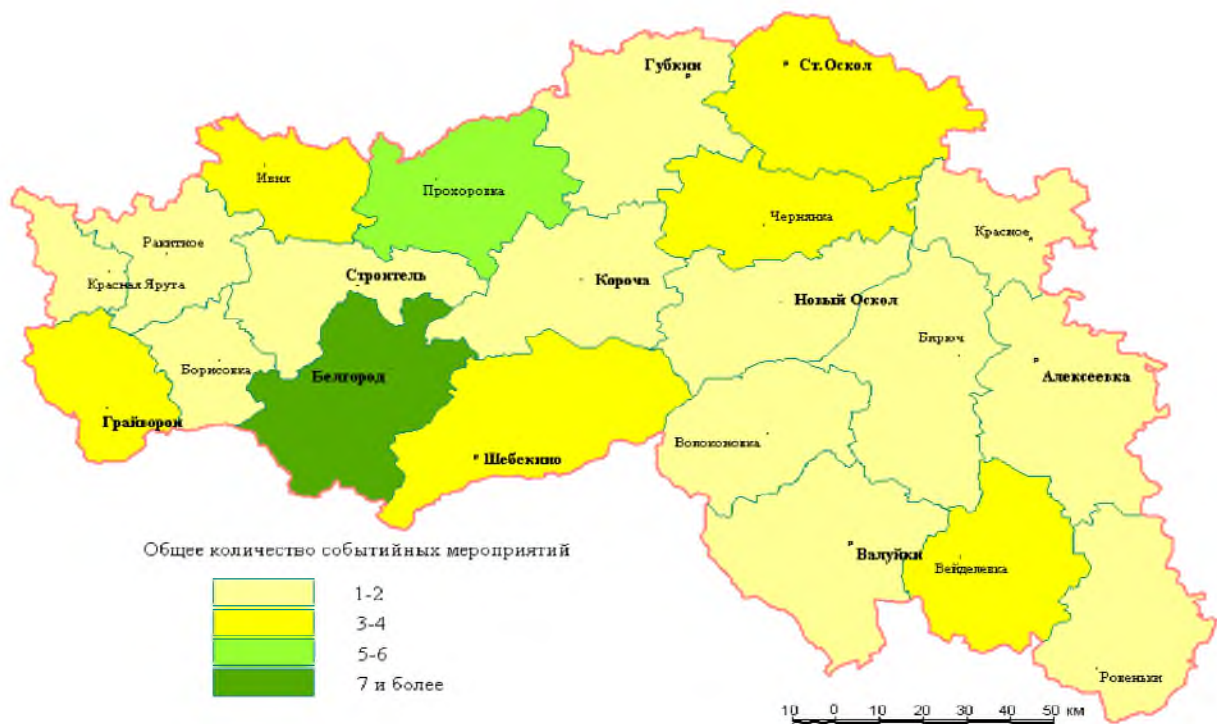 Губкин
Ст.Оскол
Ивня
Прохоровка
Чернянка
Красное
Ракитное
Красная Ярута
Строитель
Короча
Новый Оскол
Бирюч
Борисовка
Белгород
Алексеевка
Грайворон
Шебекино
Волоконовка
Валуйки
Вейделевка
Ровеньки
Общее количество событийных мероприятий
1-2
3-4
5-6
7 и более
10 0 10 20 30 40 50 км